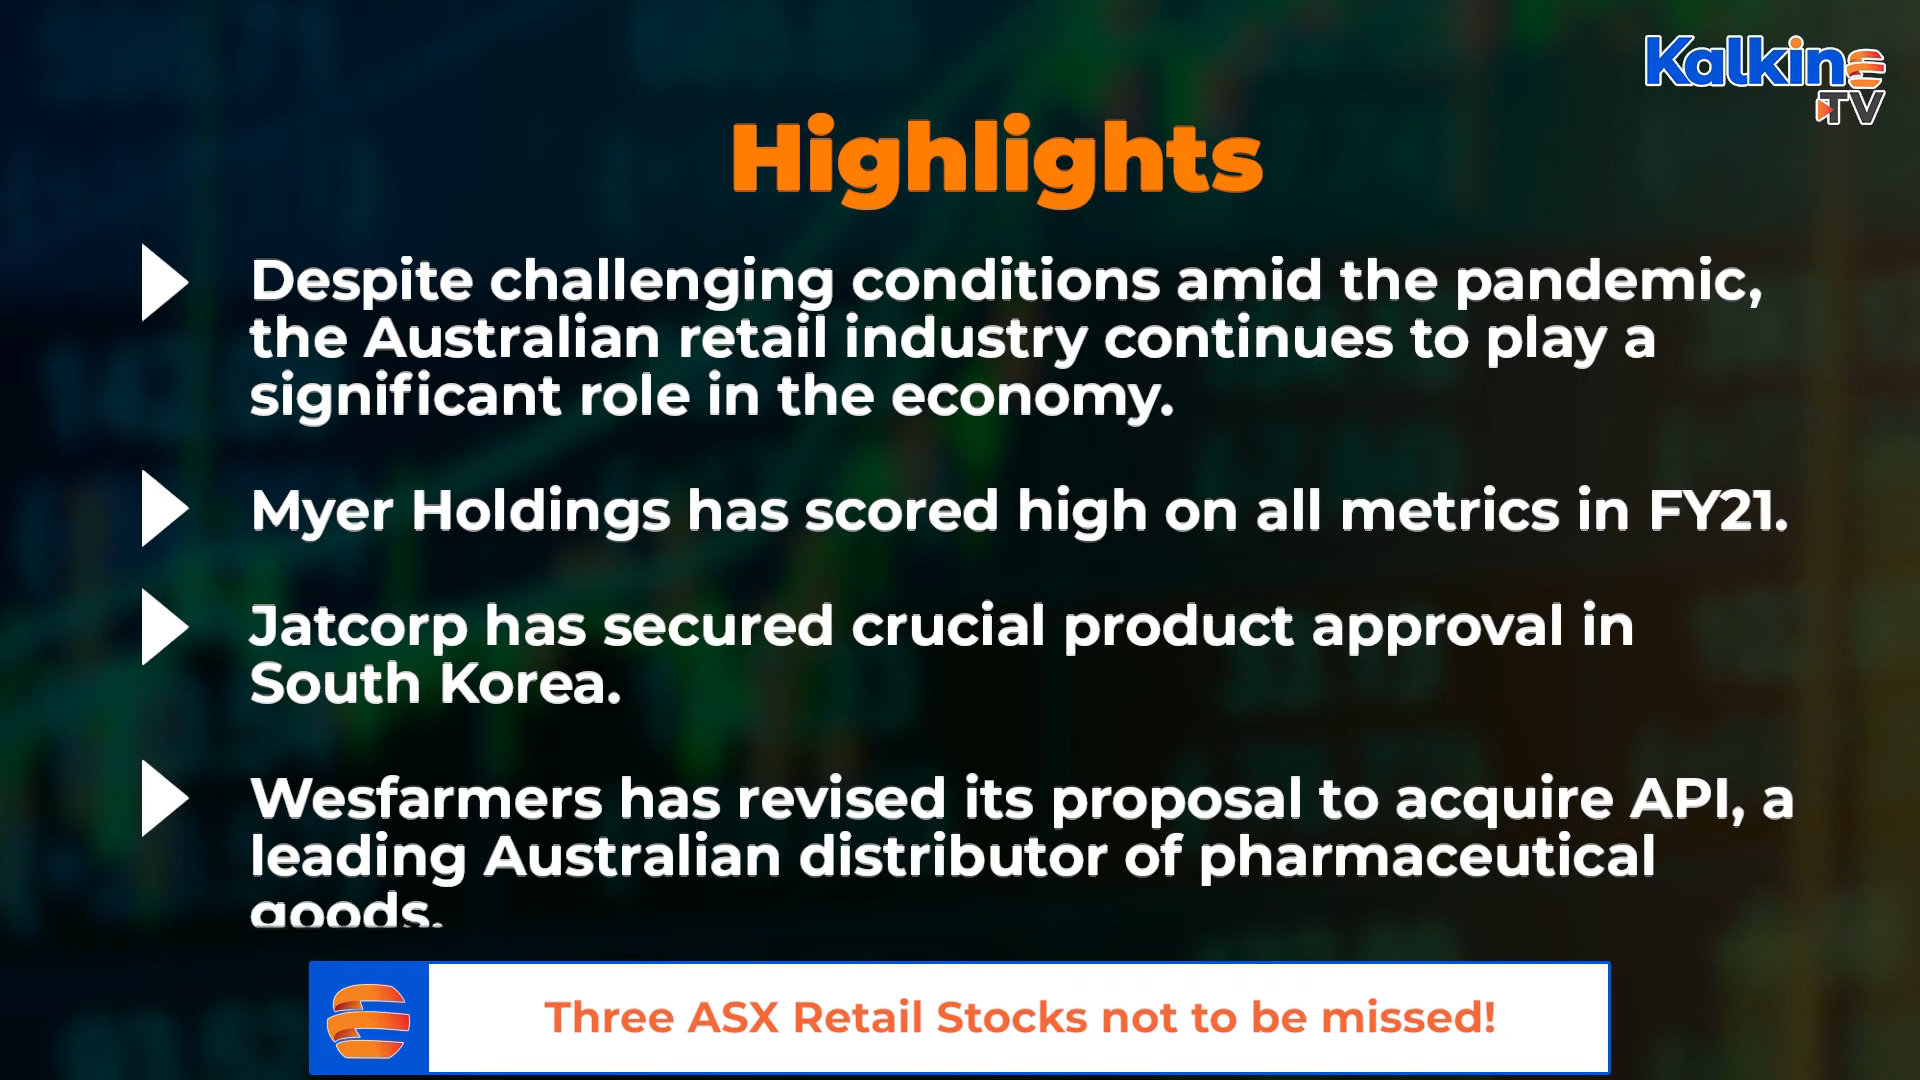 Kalkine
TV
Highlights
Despite challenging conditions amid the pandemic,
the Australian retail industry continues to play a
significant role in the economy.
Myer Holdings has scored high on all metrics in FY21.
Jatcorp has secured crucial product approval in
South Korea.
Wesfarmers has revised its proposal to acquire API, a
leading Australian distributor of pharmaceutical
goods.
Three ASX Retail Stocks not to be missed!